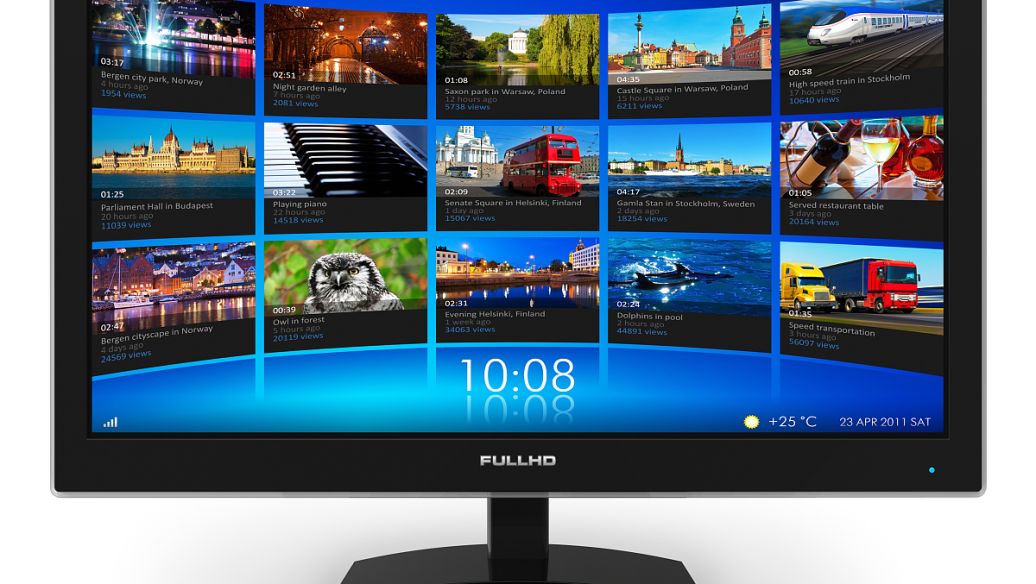 03:17
Bergen city park, Norway
4 hours ago
1954 views
02:51
Night garden alley
7 hours ago
2081 views
01:08
Saxon park in Warsaw, Poland
12 hours ago
5738 views
04:35
Castle Square in Warsaw, Poland
15 hours ago
6211 views
00:58
High speed train in Stockholm
17 hours ago
10640 views
01:25
Parliament Hall in Budapest
20 hours ago
11039 views
03:22
Playing piano
22 hours ago
14518 views
02:09
Senate Square in Helsinki, Finland
1 day ago
15067 views
04:17
Gamla Stan in Stockholm, Sweden
2 days ago
18254 views
01:05
Served restaurant table
3 days ago
20164 views
02:47
Bergen cityscape in Norway
4 days ago
24569 views
00:39
Owl in forest
5 hours ago
20119 views
02:31
Evening Helsinki, Finland
1 week ago
34063 views
02:24
Dolphins in pool
2 hours ago
44891 views
01:35
Speed transportation
3 hours ago
56097 views
10:08
+25 °C 23 APR 2011 SAT
FULLHD